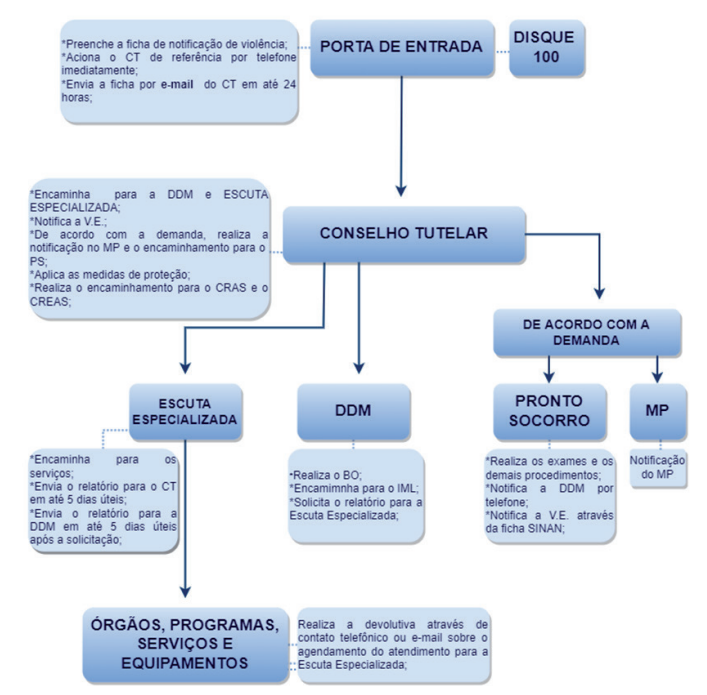 *Preenche a ficha de notificação de violência;
*Aciona o CT de referência por telefone
imediatamente;
*Envia a ficha por e-mail do CT em até 24
horas;
PORTA DE ENTRADA
DISQUE
100
*Encaminha para a DDM e ESCUTA
ESPECIALIZADA;
*Notifica a V.E.;
*De acordo com a demanda, realiza a
notificação no MP e o encaminhamento para o
PS;
*Aplica as medidas de proteção;
*Realiza o encaminhamento para o CRAS e o
CREAS;
CONSELHO TUTELAR
DE ACORDO COM A
DEMANDA
ESCUTA
ESPECIALIZADA
DDM
PRONTO
SOCORRO
MP
*Encaminha para os
serviços;
*Envia o relatório para o CT
em até 5 dias úteis;
*Envia o relatório para a
DDM em até 5 dias úteis
após a solicitação;
*Realiza o BO;
*Encamimnha para o IML;
*Solicita o relatório para a
Escuta Especializada;
*Realiza os exames e os
demais procedimentos;
*Notifica a DDM por
telefone;
*Notifica a V.E. através
da ficha SINAN;
Notificação
do MP
ÓRGÃOS, PROGRAMAS,
SERVIÇOS E
EQUIPAMENTOS
Realiza a devolutiva através de
contato telefônico ou e-mail sobre o
agendamento do atendimento para a
Escuta Especializada;